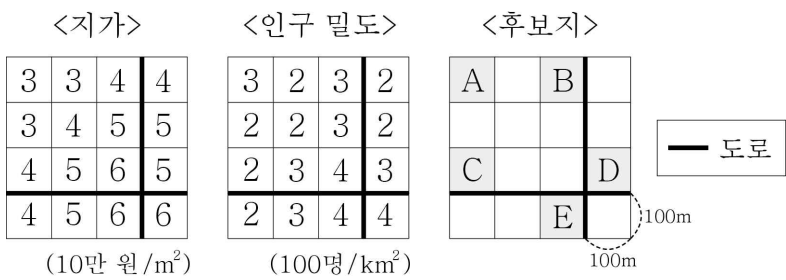 <지가> <인구 밀도> <후보지>
3 3 4 4 3 2 3 2 A B
3 4 5 5 2 2 3 2
4 5 6 5 2 3 4 3 C D
4 5 6 6 2 3 4 4 E
도로
100m
100m
(10만 원/m²) (100명/km²)